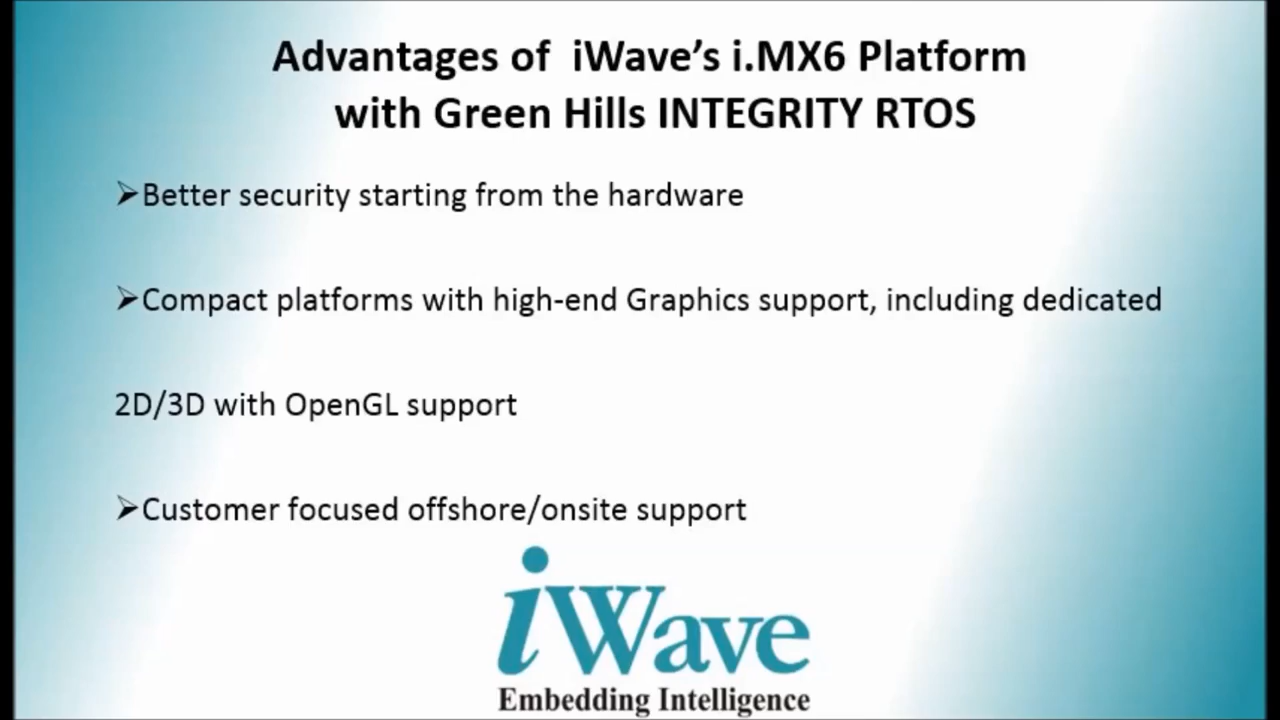 Advantages of iWave's i.MX6 Platform
with Green Hills INTEGRITY RTOS
➢Better security starting from the hardware
➢Compact platforms with high-end Graphics support, including dedicated
2D/3D with OpenGL support
➢Customer focused offshore/onsite support
iWave
Embedding Intelligence